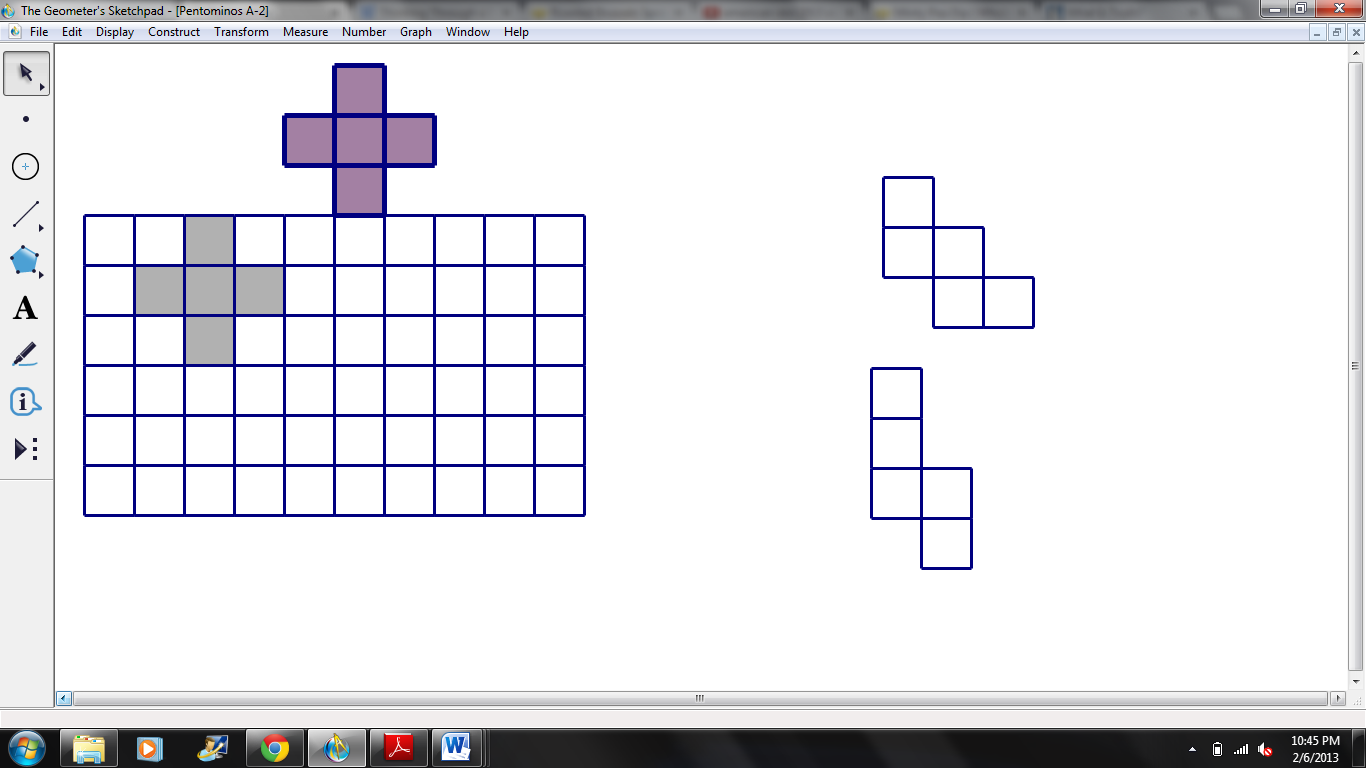 The Geometer's Sketchpad - [Pentominos A-2]
File Edit Display Construct Transform Measure Number Graph Window Help
A
10:45 PM
2/6/2013